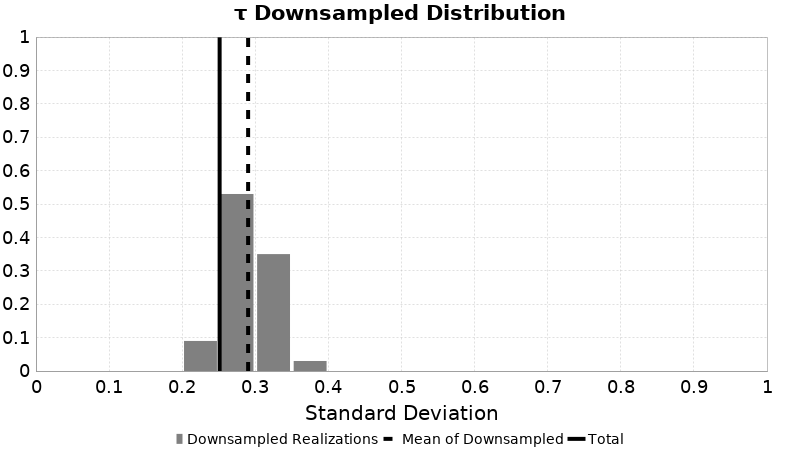 τ Downsampled Distribution
1
0.9
0.8
0.7
0.6
0.5
0.4
0.3
0.2
0.1
0
0 0.1 0.2 0.3 0.4 0.5 0.6 0.7 0.8 0.9 1
Standard Deviation
Downsampled Realizations Mean of Downsampled Total